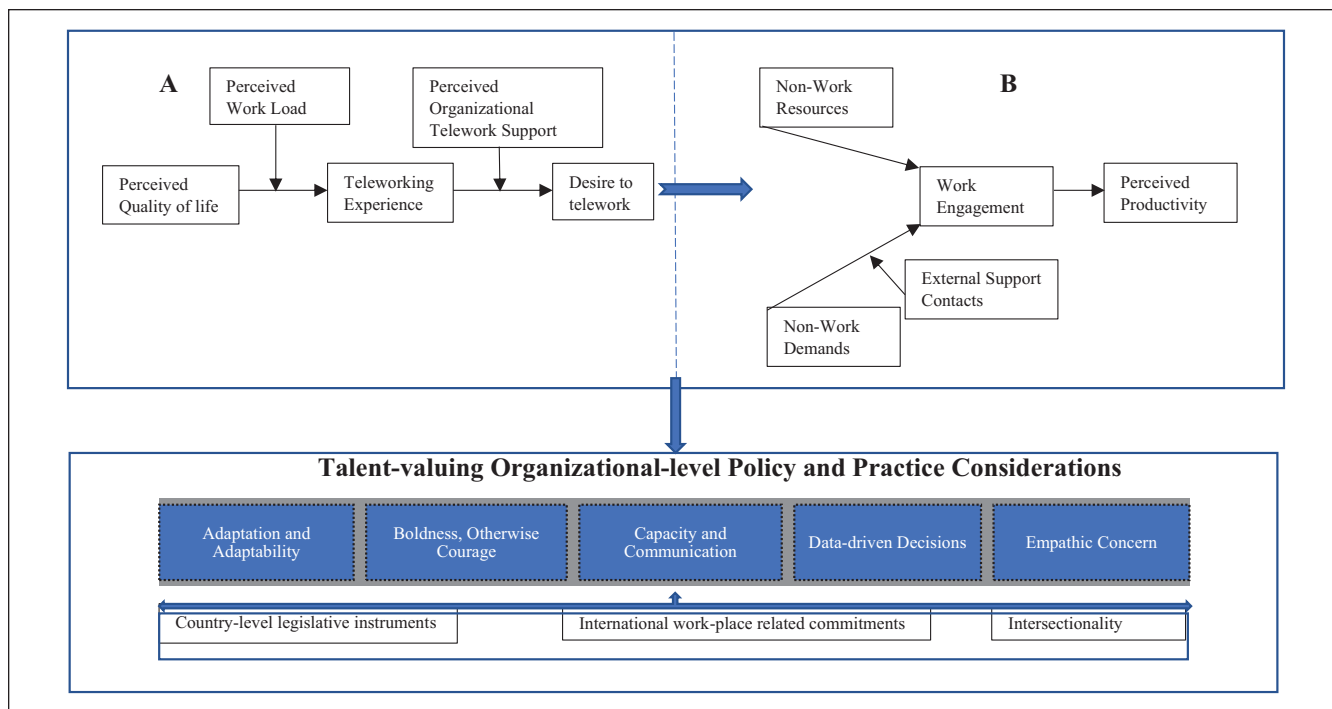 A
Perceived
Work Load
Perceived
Organizational
Telework Support
Perceived
Quality of life
Teleworking
Experience
Desire to
telework
B
Non-Work
Resources
Work
Engagement
Perceived
Productivity
External Support
Contacts
Non-Work
Demands
Talent-valuing Organizational-level Policy and Practice Considerations
Adaptation and
Adaptability
Boldness, Otherwise
Courage
Capacity and
Communication
Data-driven Decisions
Empathic Concern
Country-level legislative instruments
International work-place related commitments
Intersectionality